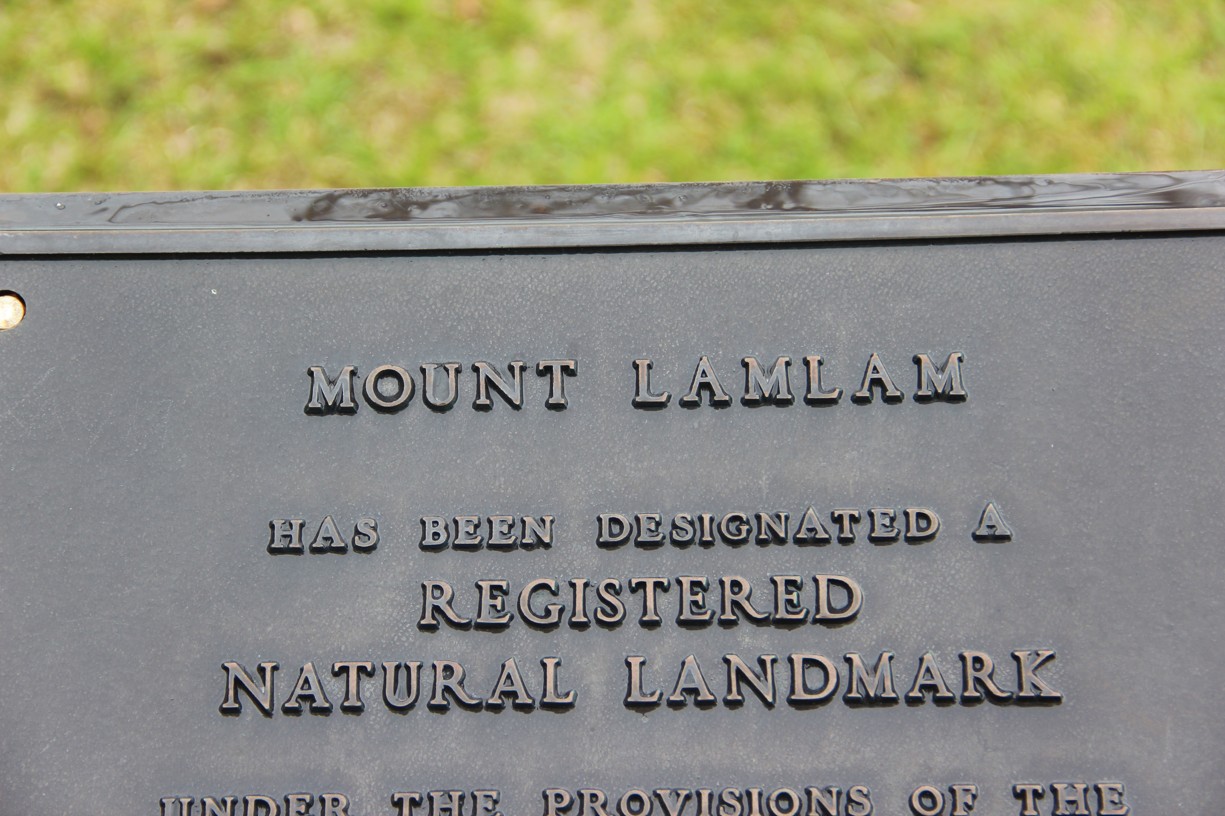 MOUNT LAMLAM
HAS BEEN DESIGNATED A
REGISTERED
NATURAL LANDMARK
UNDER THE PROVISIONS OF THE